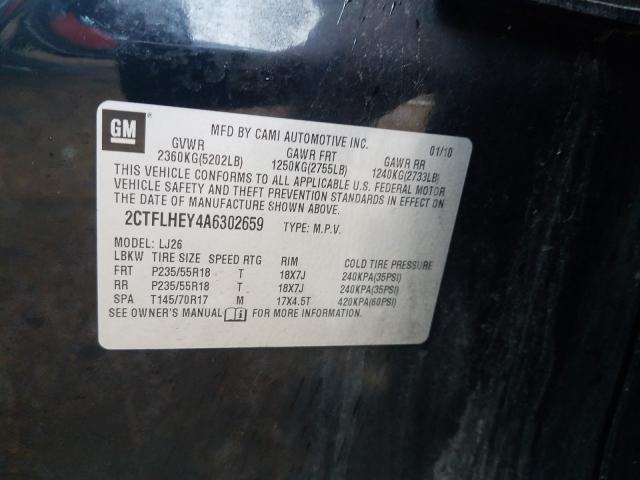 GM
MFD BY CAMI AUTOMOTIVE INC. 01/10
GVWR GAWR FRT GAWR RR
2360KG(5202LB) 1250KG(2755LB) 1240KG(2733LB)
THIS VEHICLE CONFORMS TO ALL APPLICABLE U.S. FEDERAL MOTOR
VEHICLE SAFETY AND THEFT PREVENTION STANDARDS IN EFFECT ON
THE DATE OF MANUFACTURE SHOWN ABOVE.
2CTFLHEY4A6302659 TYPE: M.P.V.
MODEL: LJ26
LBKW TIRE SIZE SPEED RTG RIM COLD TIRE PRESSURE
FRT P235/55R18 T 18X7J 240KPA(35PSI)
RR P235/55R18 T 18X7J 240KPA(35PSI)
SPA T145/70R17 M 17X4.5T 420KPA(60PSI)
SEE OWNER'S MANUAL FOR MORE INFORMATION.